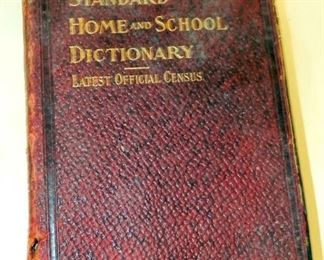 STANDARD
HOME AND SCHOOL
DICTIONARY
LATEST OFFICIAL CENSUS